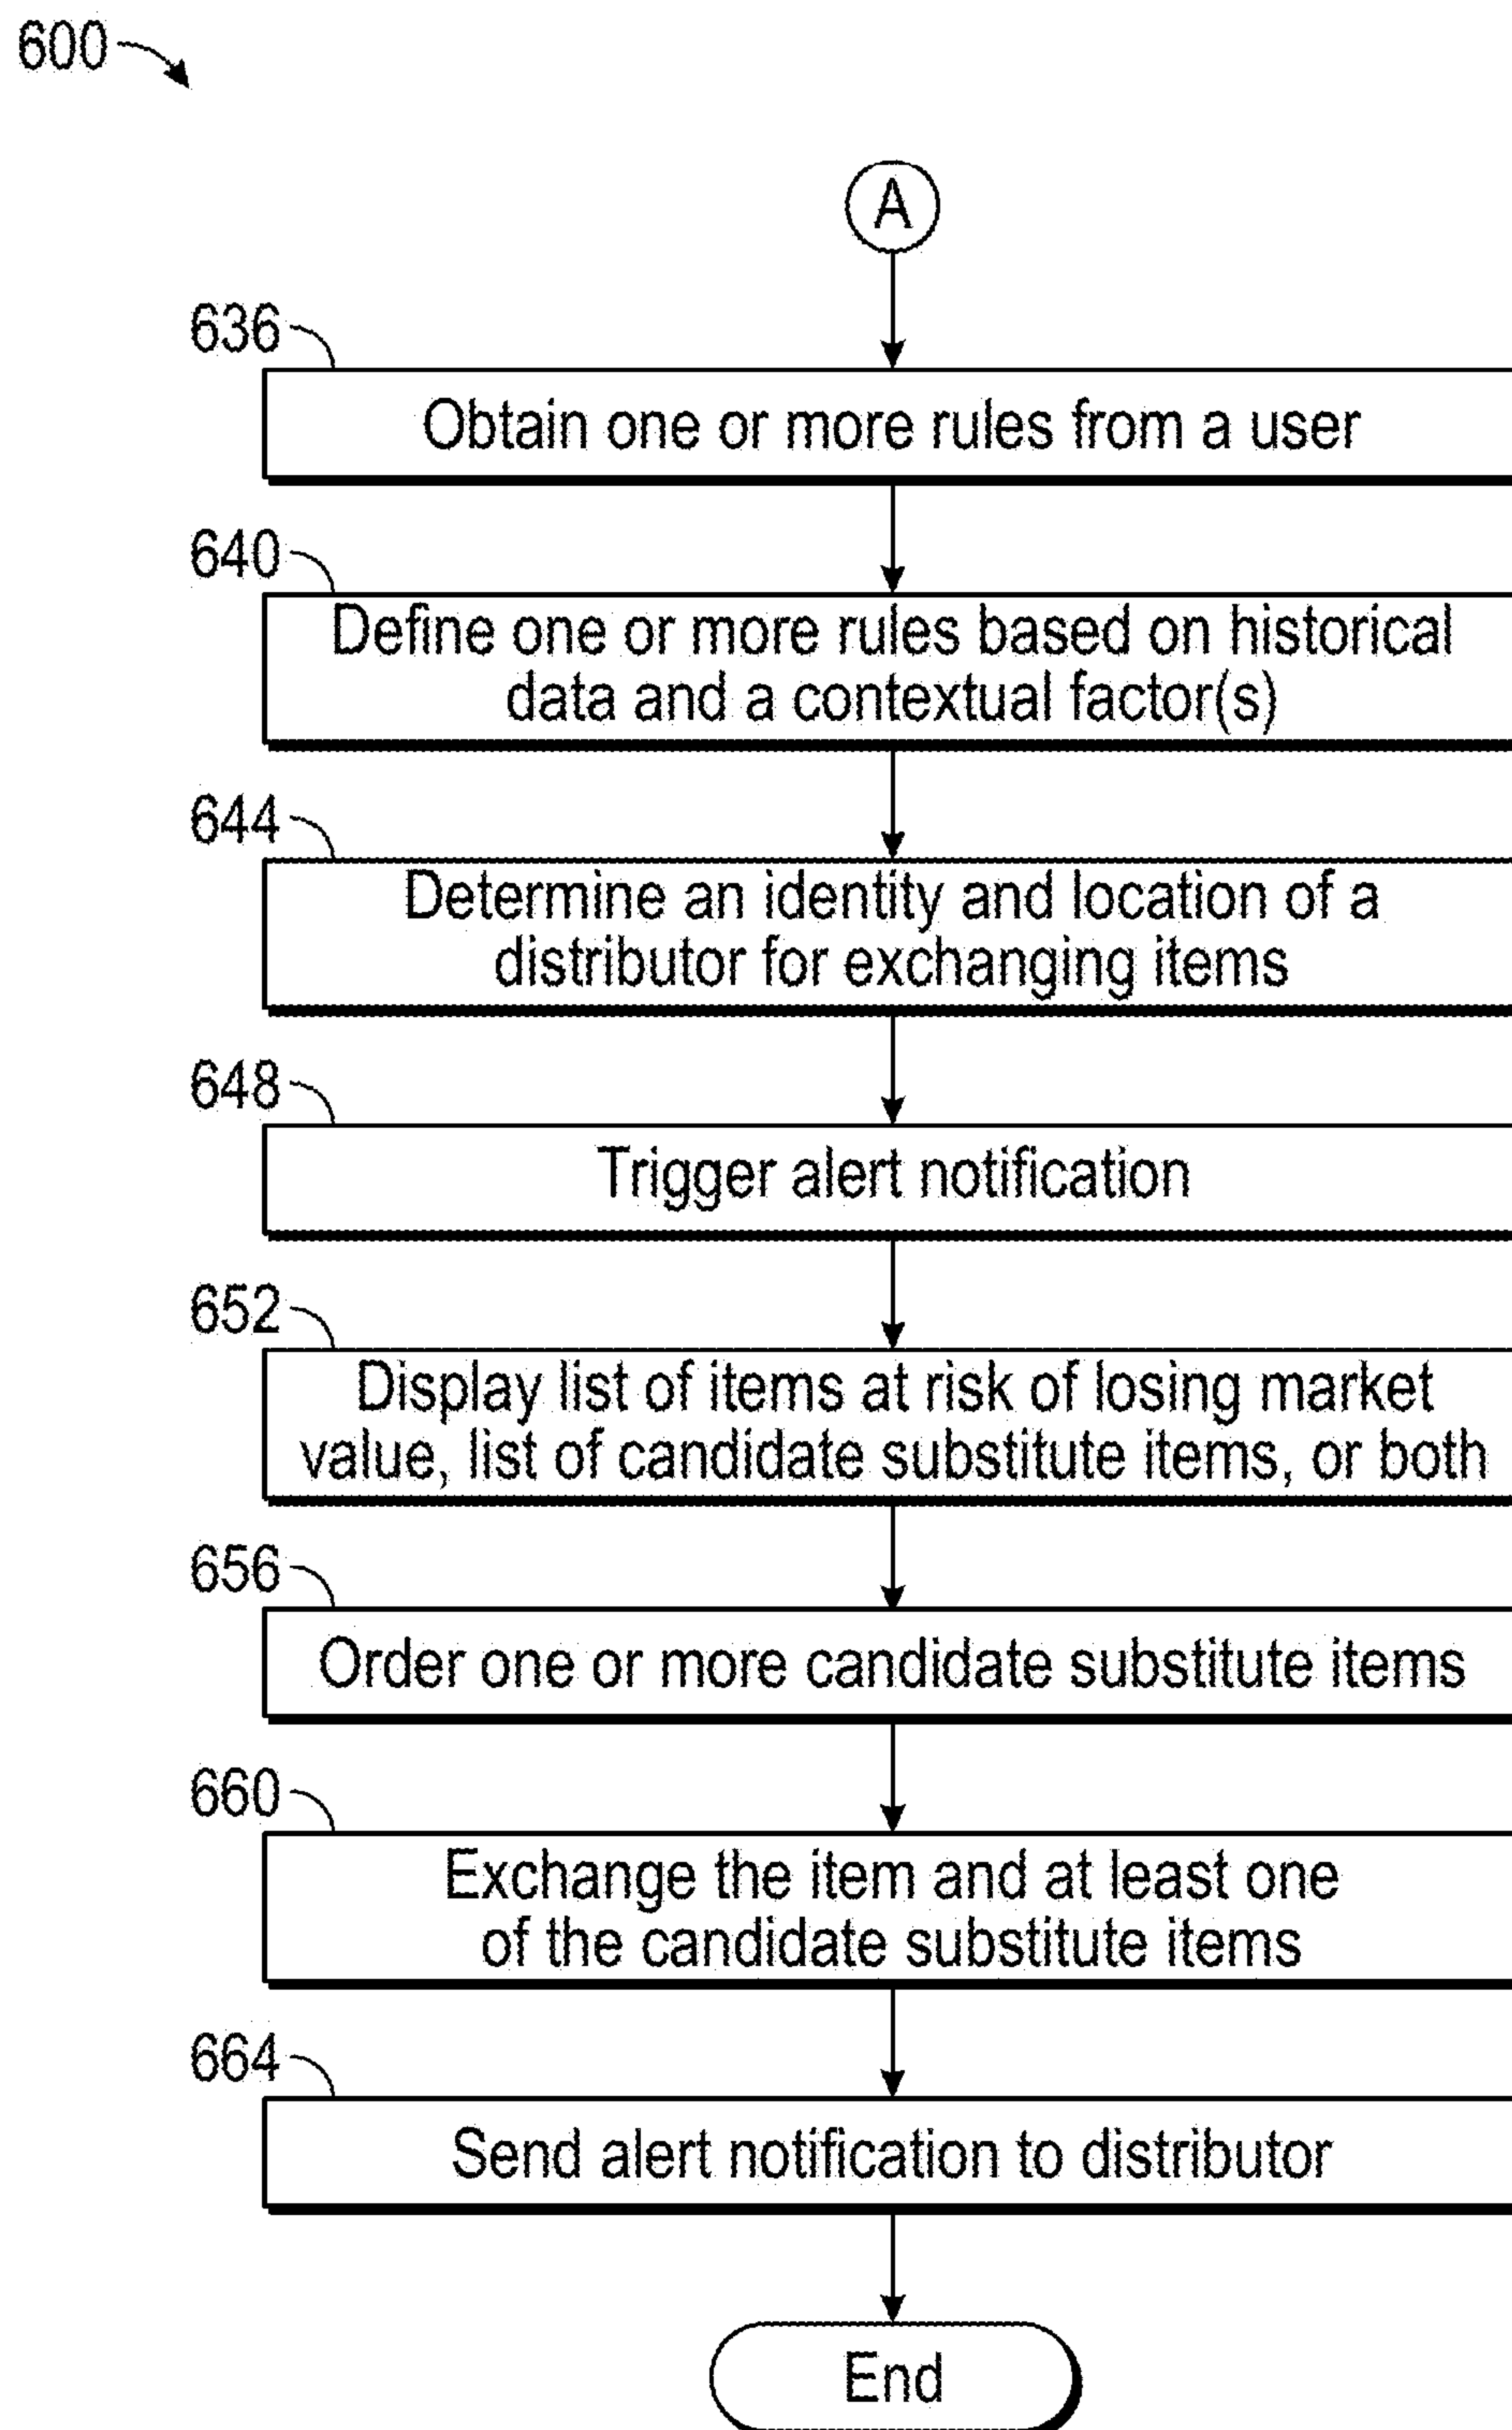 600
A
636
Obtain one or more rules from a user
640
Define one or more rules based on historical
data and a contextual factor(s)
644
Determine an identity and location of a
distributor for exchanging items
648
Trigger alert notification
652
Display list of items at risk of losing market
value, list of candidate substitute items, or both
656
Order one or more candidate substitute items
660
Exchange the item and at least one
of the candidate substitute items
664
Send alert notification to distributor
End